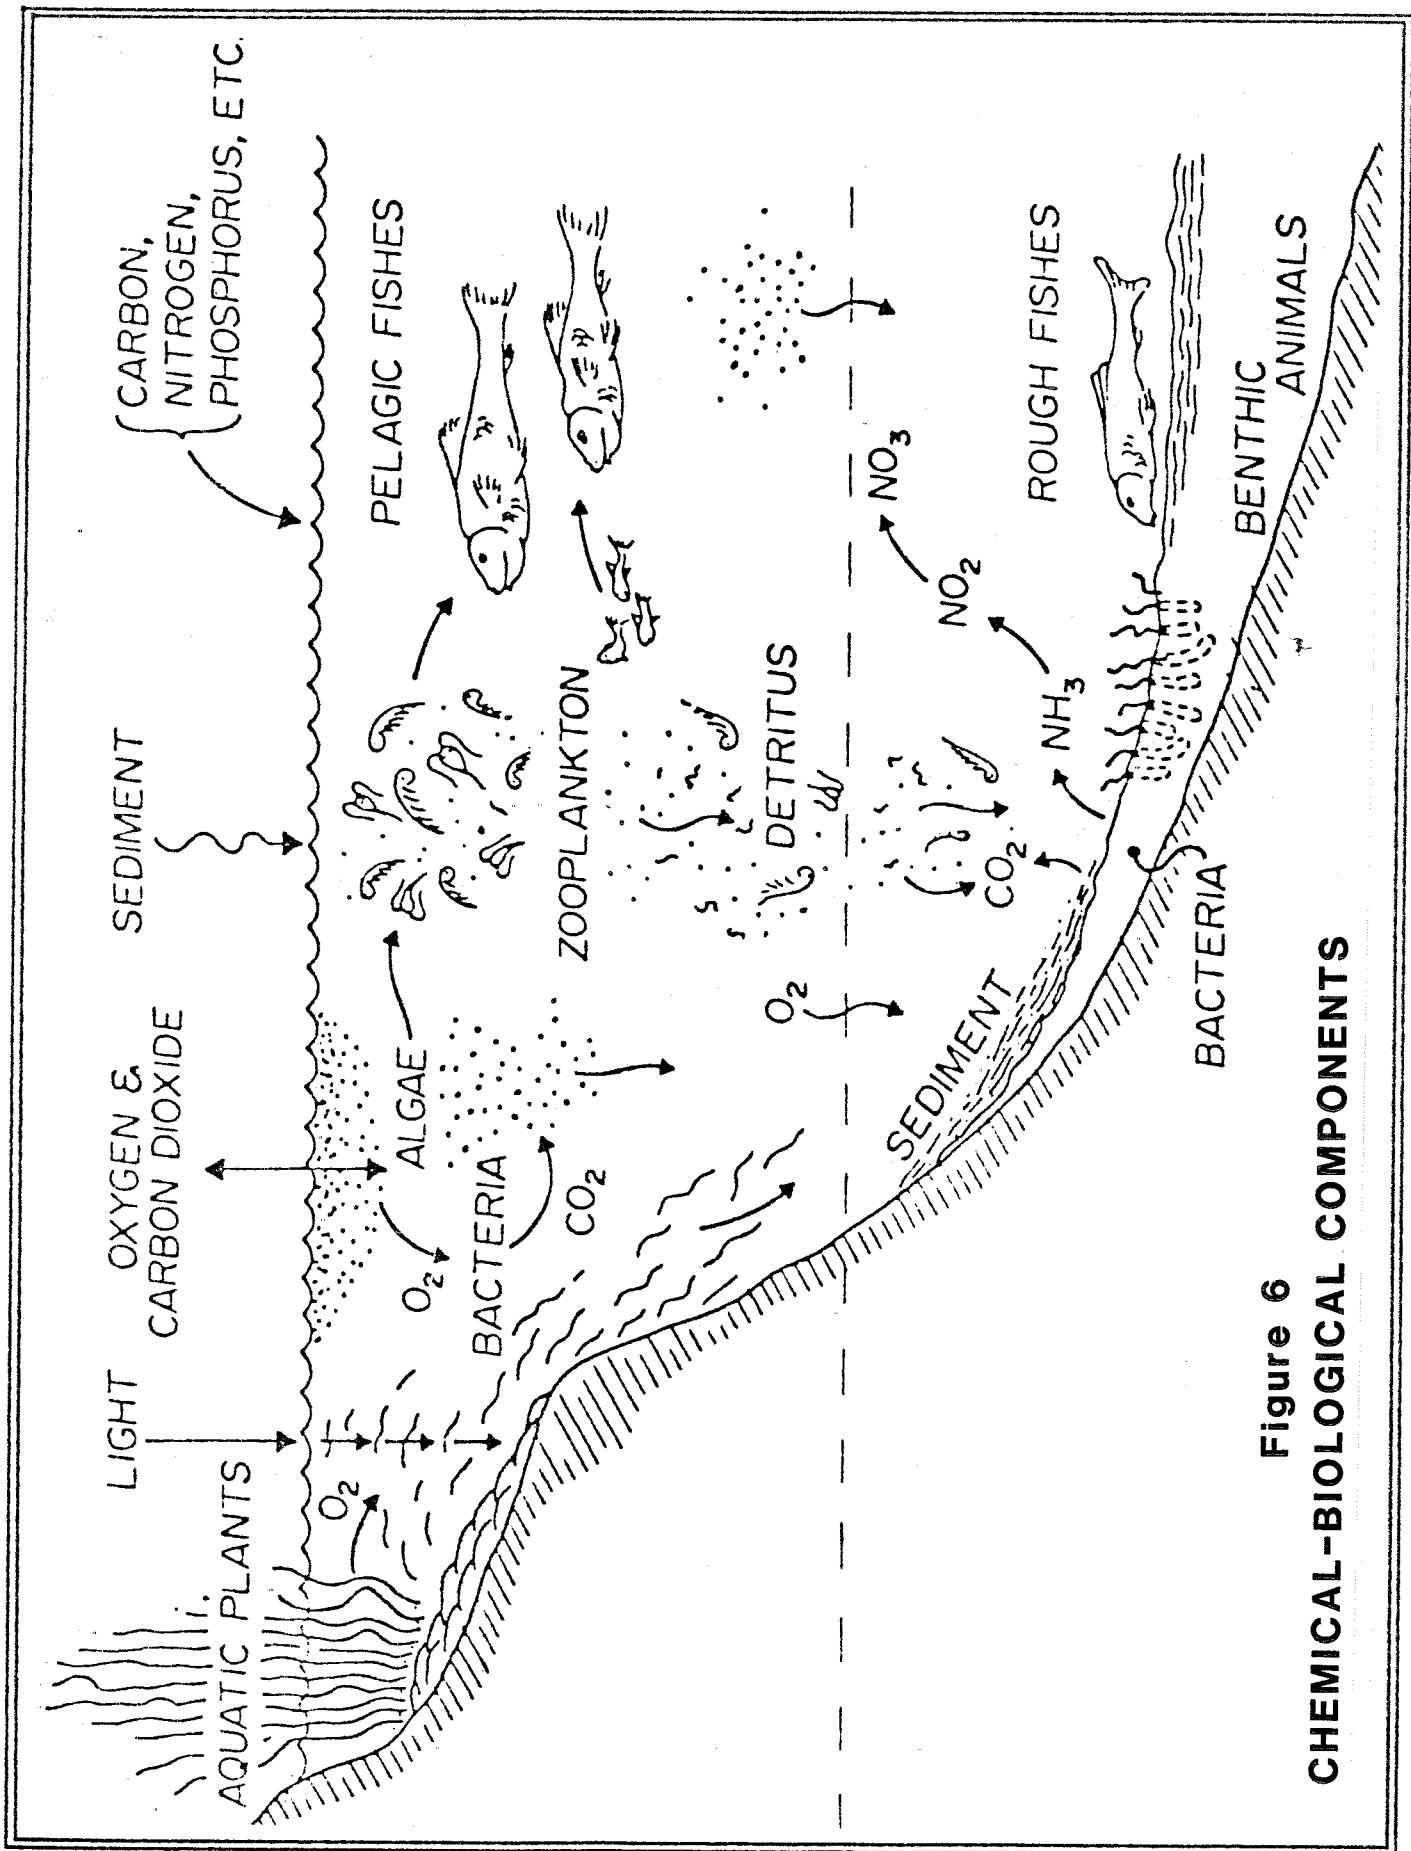 AQUATIC PLANTS
LIGHT
OXYGEN &
CARBON DIOXIDE
SEDIMENT
CARBON,
NITROGEN,
PHOSPHORUS, ETC.
O2
O2
ALGAE
BACTERIA
CO2
ZOOPLANKTON
PELAGIC FISHES
DETRITUS
O2
CO2
NH3
NO2
NO3
ROUGH FISHES
SEDIMENT
BACTERIA
BENTHIC
ANIMALS
Figure 6
CHEMICAL-BIOLOGICAL COMPONENTS